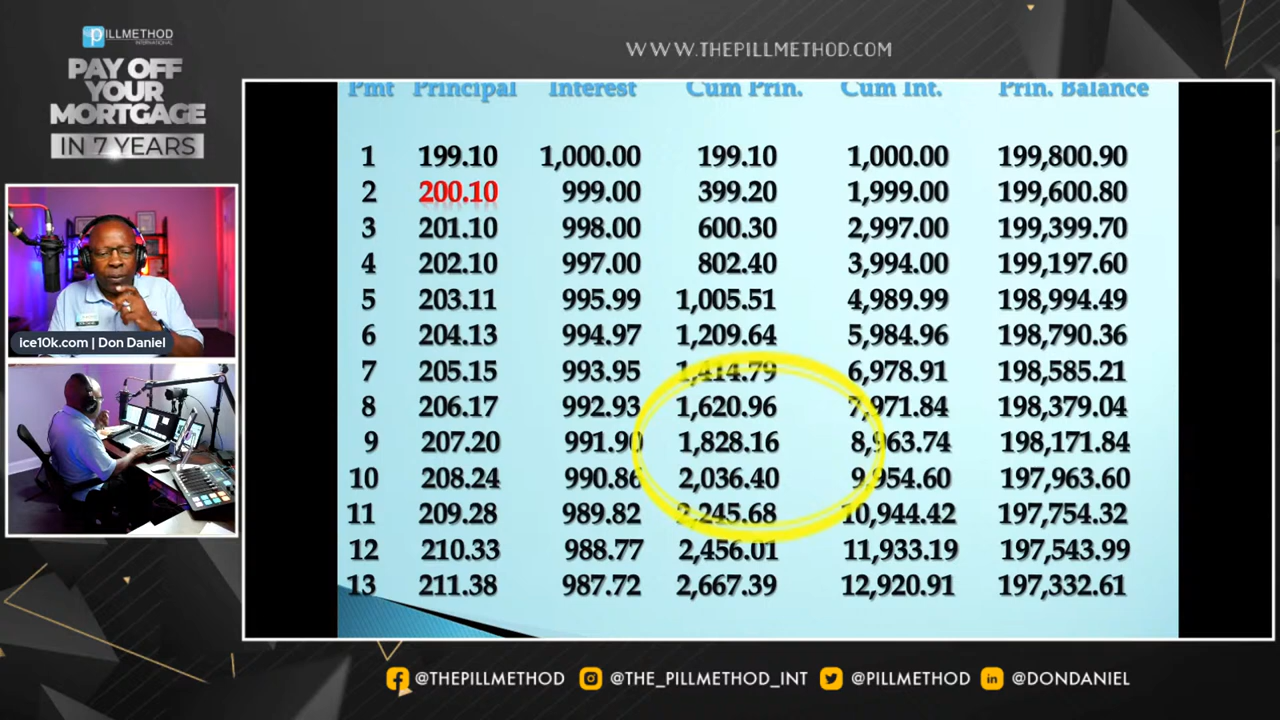 PILLMETHOD
INTERNATIONAL
PAY OFF
YOUR
MORTGAGE
IN 7 YEARS
WWW.THEPILLMETHOD.COM
Pmt Principal Interest Cum Prin. Cum Int. Prin. Balance
1 199.10 1,000.00 199.10 1,000.00 199,800.90
2 200.10 999.00 399.20 1,999.00 199,600.80
3 201.10 998.00 600.30 2,997.00 199,399.70
4 202.10 997.00 802.40 3,994.00 199,197.60
5 203.11 995.99 1,005.51 4,989.99 198,994.49
6 204.13 994.97 1,209.64 5,984.96 198,790.36
7 205.15 993.95 1,414.79 6,978.91 198,585.21
8 206.17 992.93 1,620.96 7,971.84 198,379.04
9 207.20 991.90 1,828.16 8,963.74 198,171.84
10 208.24 990.86 2,036.40 9,954.60 197,963.60
11 209.28 989.82 2,245.68 10,944.42 197,754.32
12 210.33 988.77 2,456.01 11,933.19 197,543.99
13 211.38 987.72 2,667.39 12,920.91 197,332.61
ice10k.com | Don Daniel
@THEPILLMETHOD @THE_PILLMETHOD_INT @PILLMETHOD @DONDANIEL